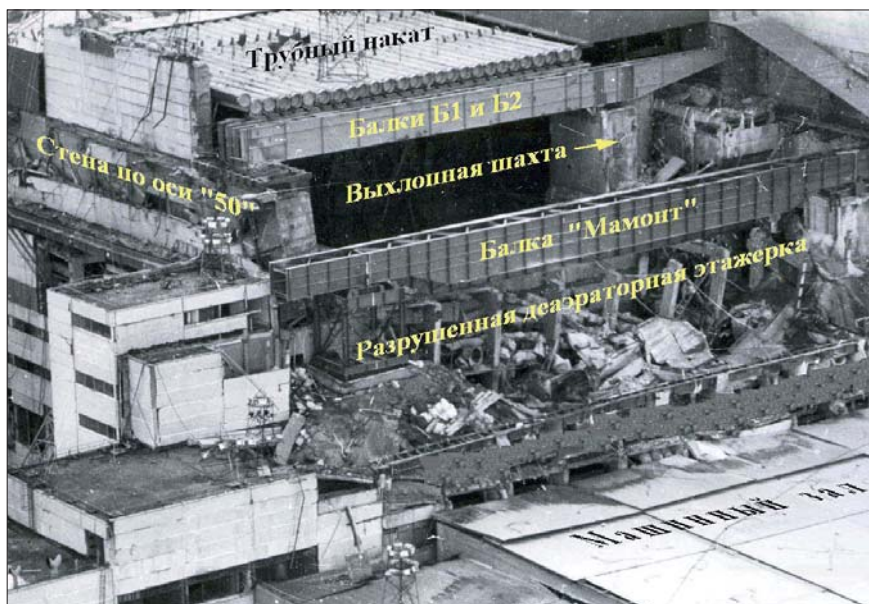 Трубный накат
Балки Б1 и Б2
Стена по оси "50"
Выхлопная шахта
Балка "Мамонт"
Разрушенная деаэраторная этажерка
Машинный зал